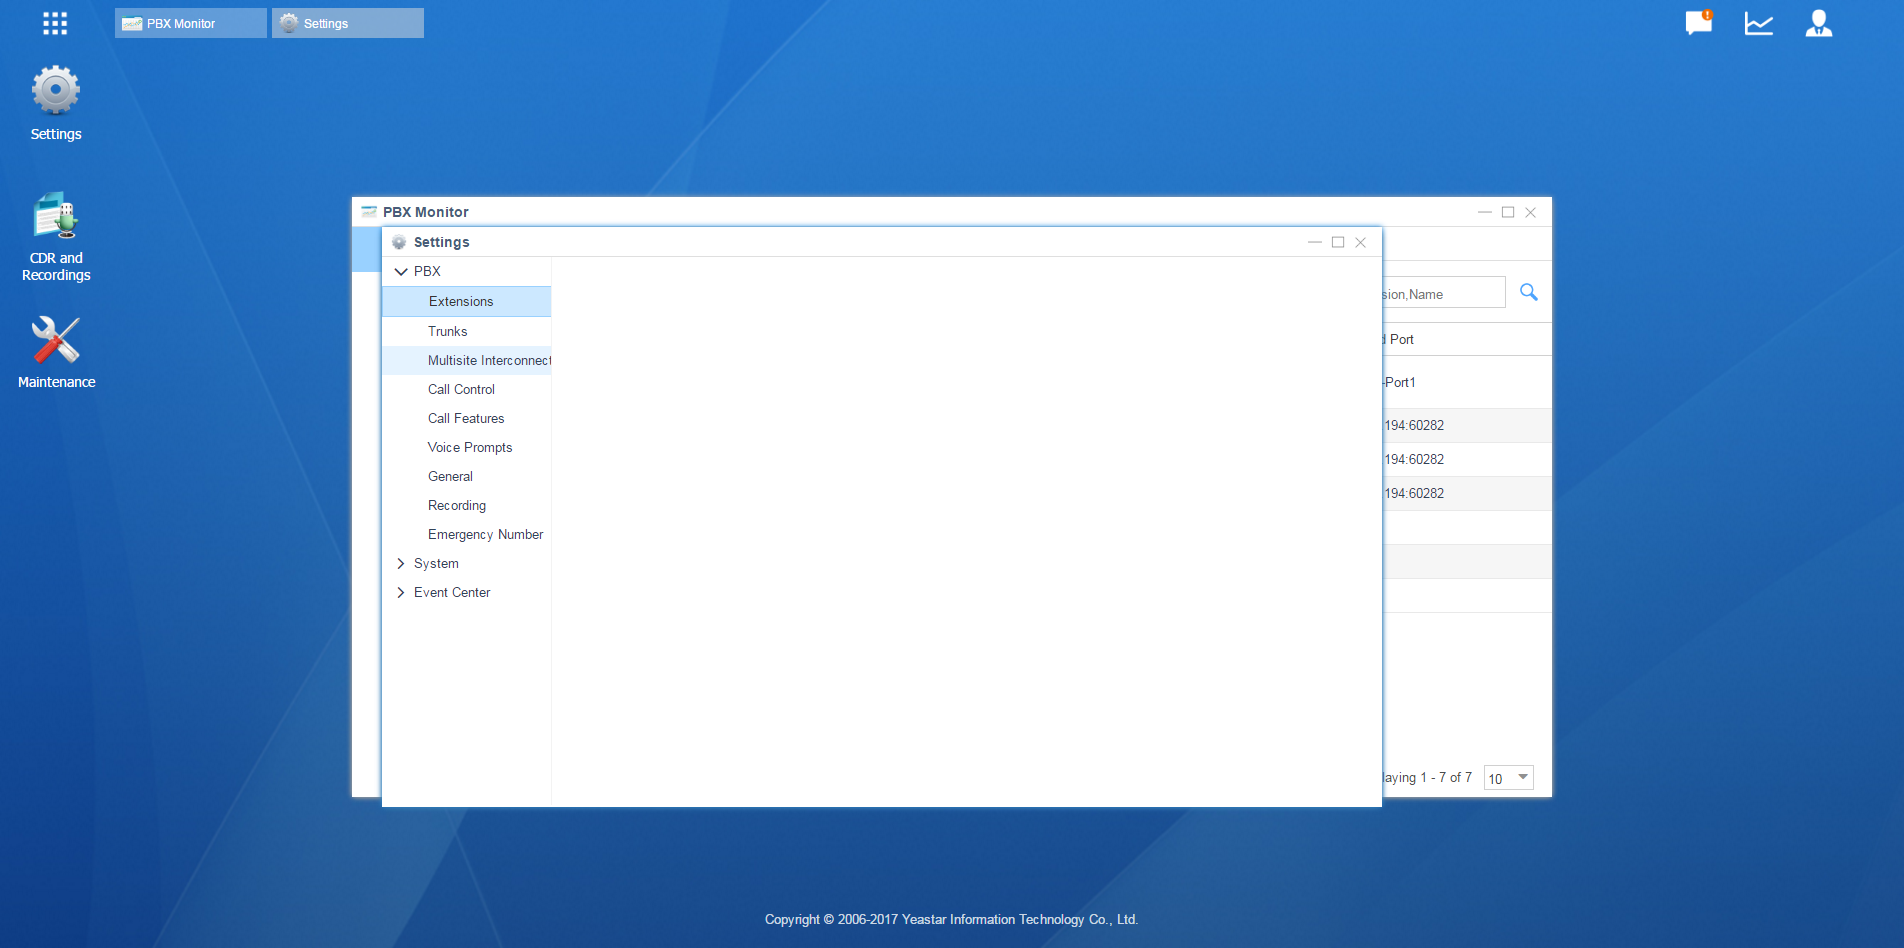 PBX Monitor
Settings
Settings
CDR and
Recordings
Maintenance
PBX Monitor
Settings
PBX
Extensions
Trunks
Multisite Interconnect
Call Control
Call Features
Voice Prompts
General
Recording
Emergency Number
System
Event Center
sion,Name
d Port
-Port1
194:60282
194:60282
194:60282
laying 1 - 7 of 7
10
Copyright © 2006-2017 Yeastar Information Technology Co., Ltd.